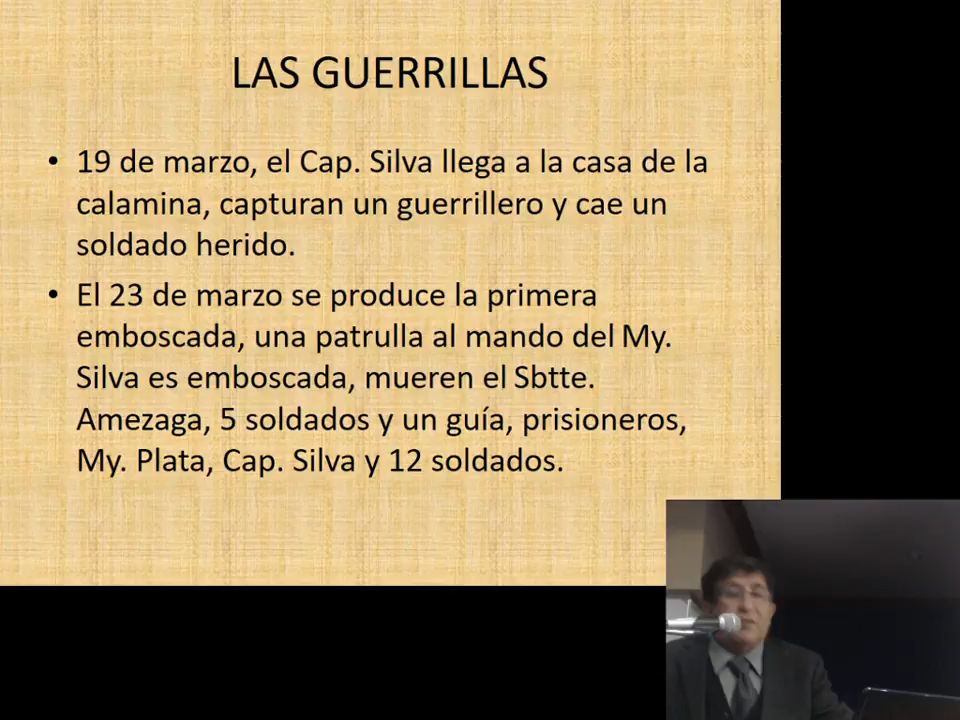 LAS GUERRILLAS
• 19 de marzo, el Cap. Silva llega a la casa de la
calamina, capturan un guerrillero y cae un
soldado herido.
• El 23 de marzo se produce la primera
emboscada, una patrulla al mando del My.
Silva es emboscada, mueren el Sbtte.
Amezaga, 5 soldados y un guía, prisioneros,
My. Plata, Cap. Silva y 12 soldados.